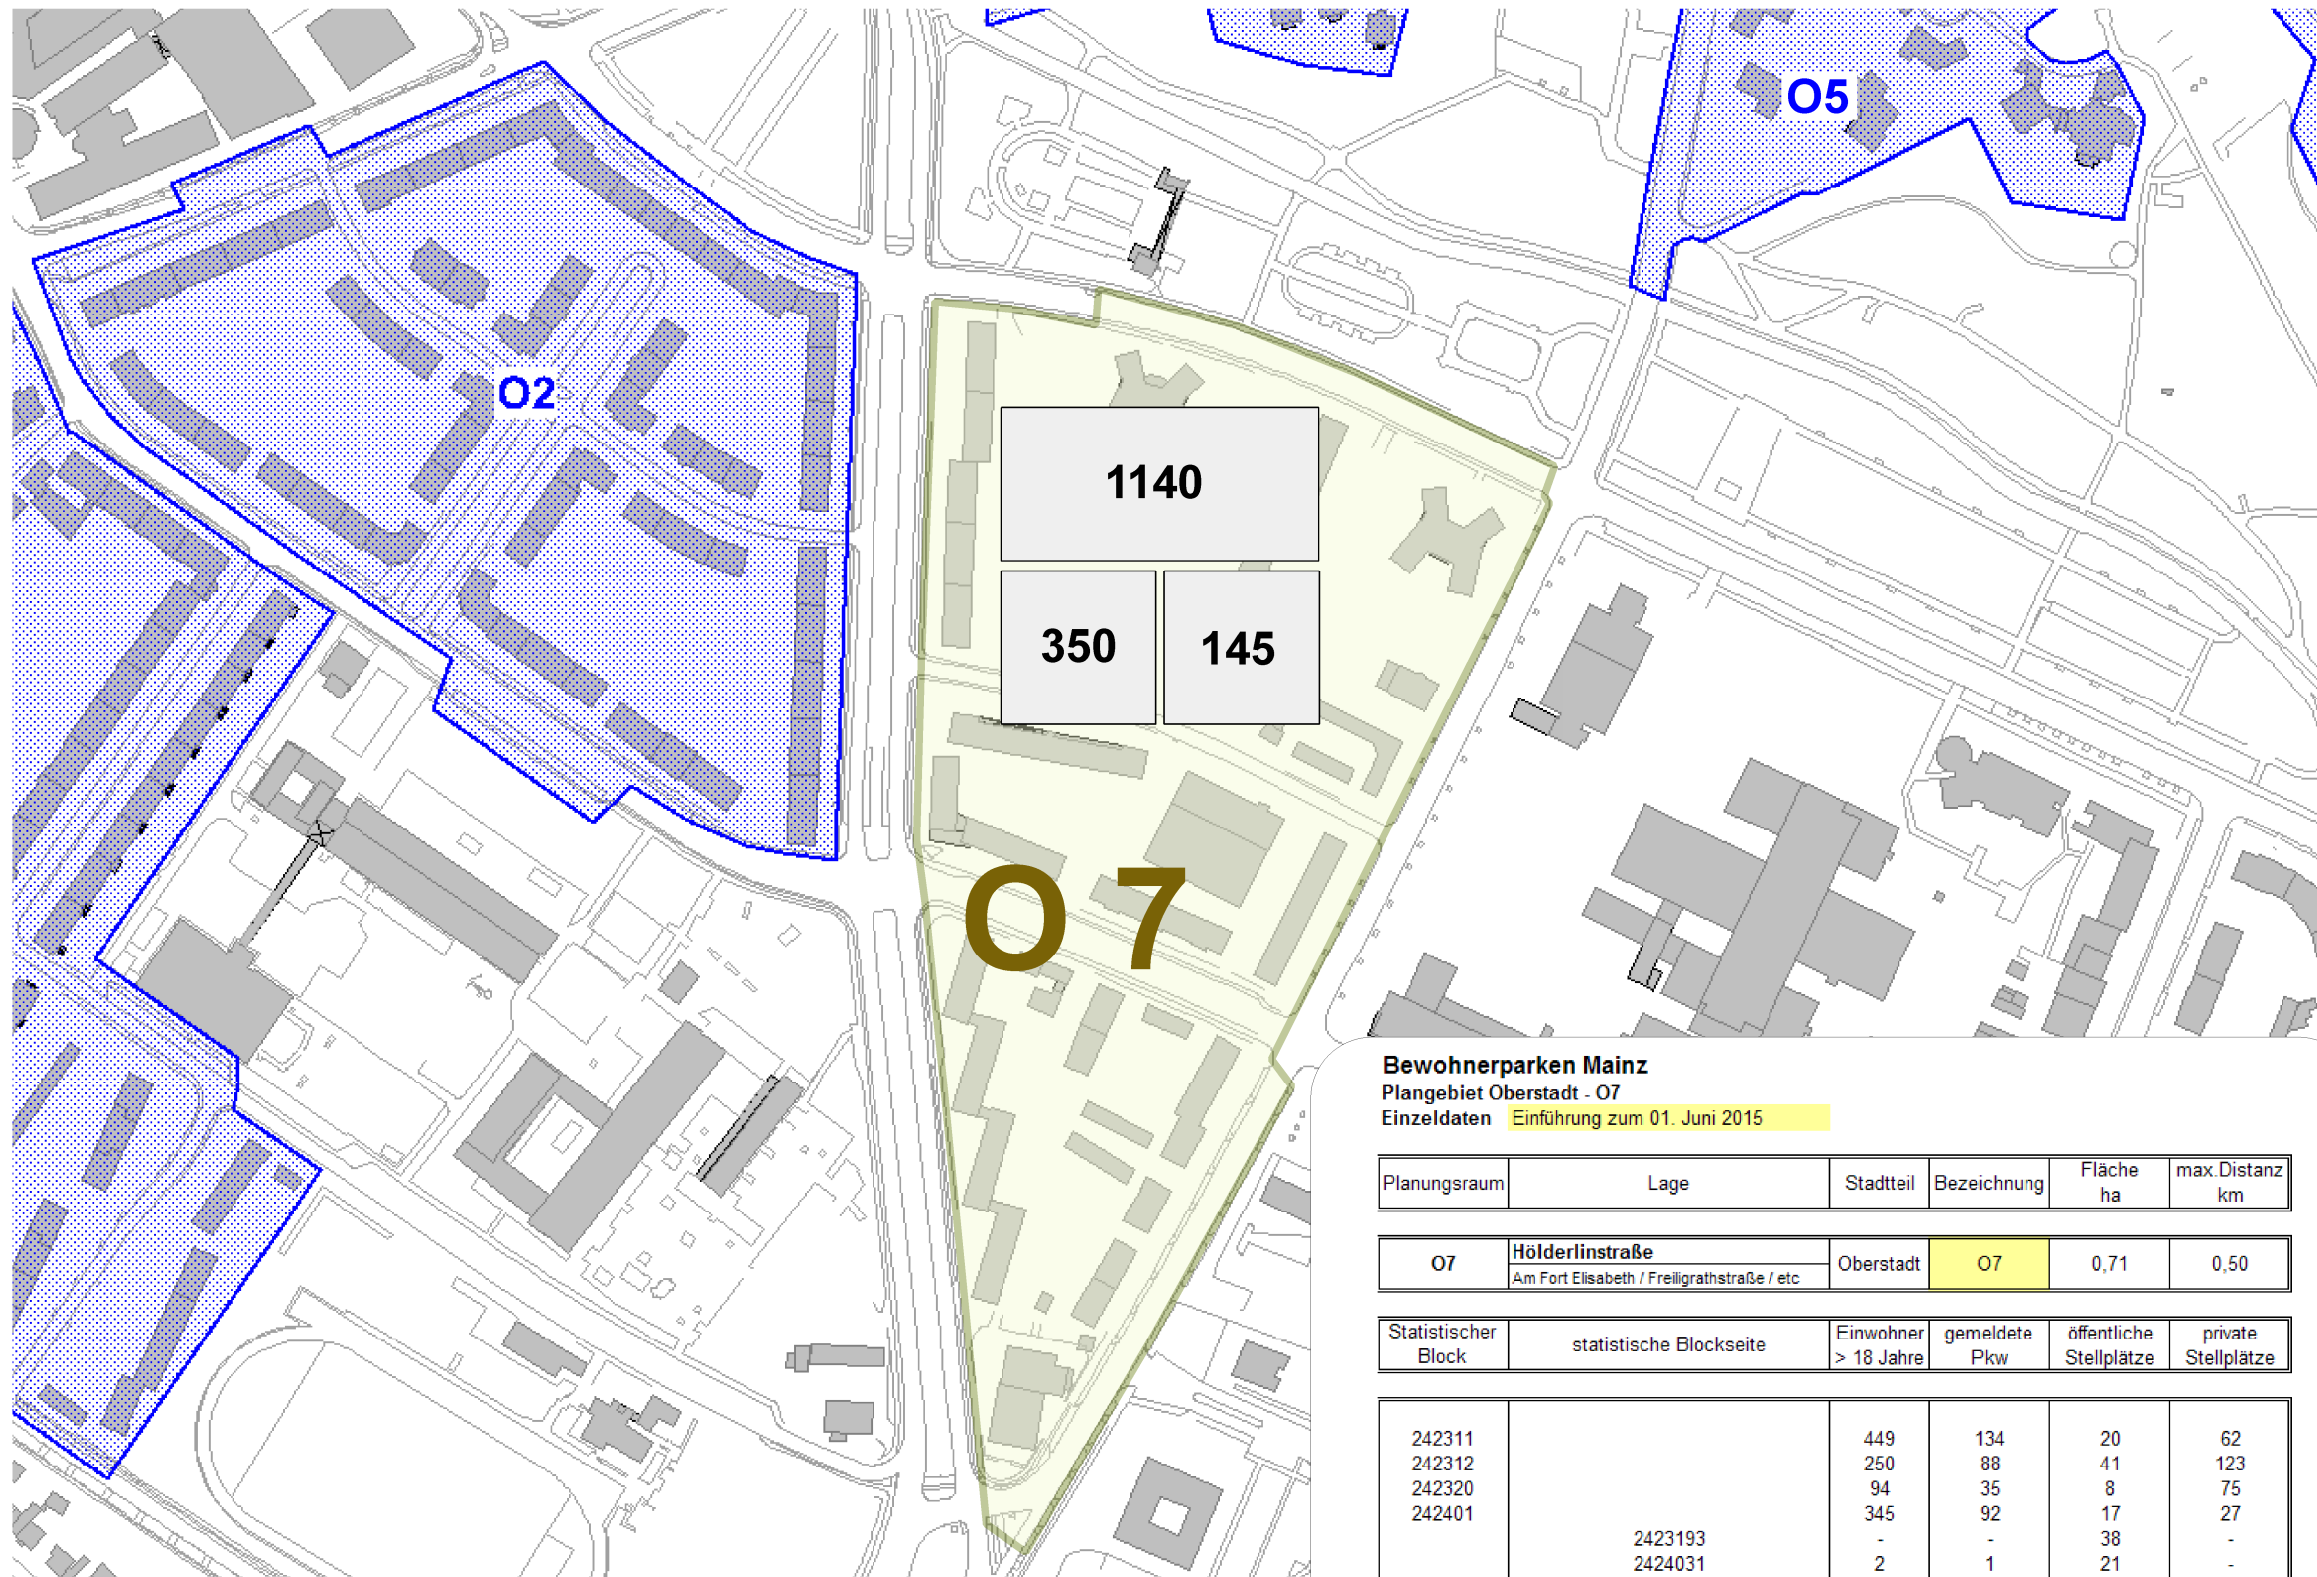 O5
O2
1140
350 145
O 7
Bewohnerparken Mainz
Plangebiet Oberstadt - O7
Einzeldaten Einführung zum 01. Juni 2015
Planungsraum Lage Stadtteil Bezeichnung Fläche ha max.Distanz km
O7 Hölderlinstraße Am Fort Elisabeth / Freiligrathstraße / etc Oberstadt O7 0,71 0,50
Statistischer Block statistische Blockseite Einwohner > 18 Jahre gemeldete Pkw öffentliche Stellplätze private Stellplätze
242311 449 134 20 62
242312 250 88 41 123
242320 94 35 8 75
242401 345 92 17 27
2423193 - - 38 -
2424031 2 1 21 -